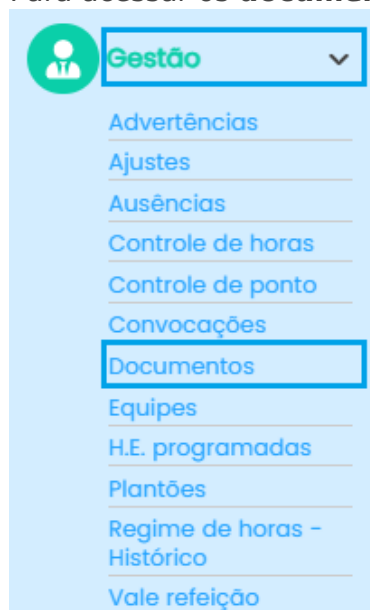 Gestão
Advertências
Ajustes
Ausências
Controle de horas
Controle de ponto
Convocações
Documentos
Equipes
H.E. programadas
Plantões
Regime de horas -
Histórico
Vale refeição